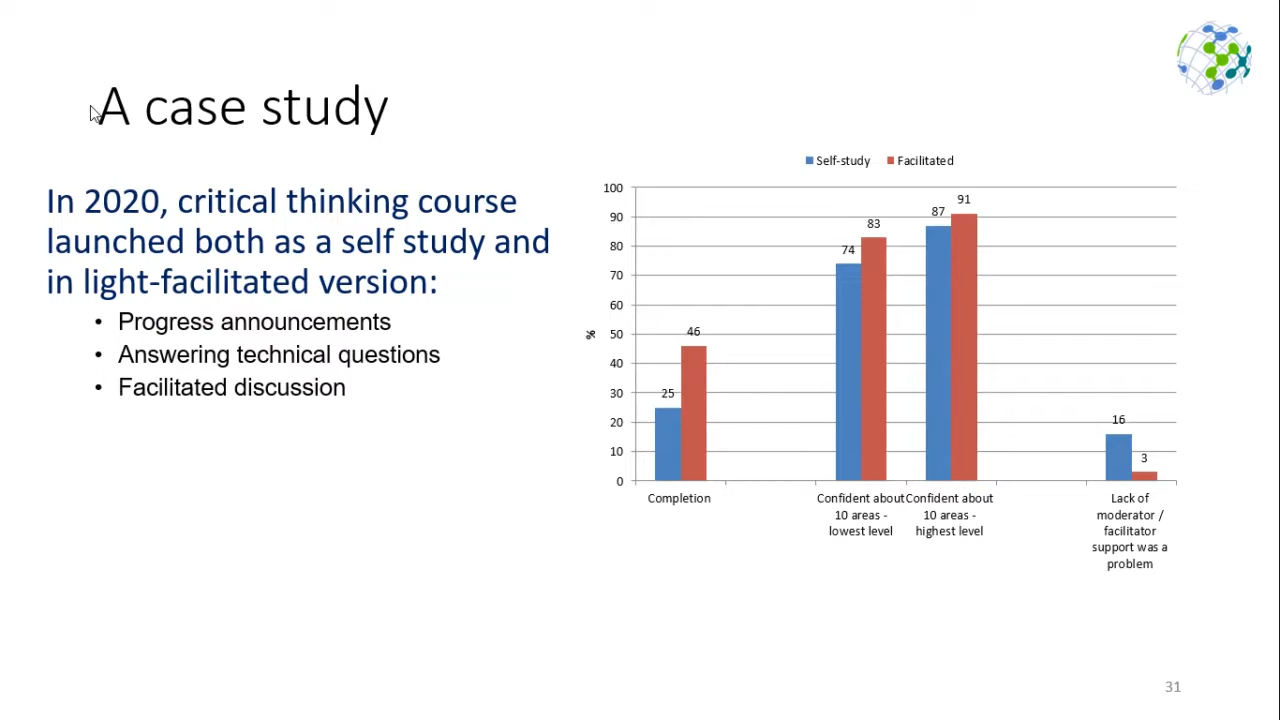 A case study
In 2020, critical thinking course
launched both as a self study and
in light-facilitated version:
• Progress announcements
• Answering technical questions
• Facilitated discussion
Self-study Facilitated
100
90
80
70
60
50
40
30
20
10
0
%
25
46
74
83
87
91
16
3
Completion
Confident about
10 areas -
lowest level
Confident about
10 areas -
highest level
Lack of
moderator /
facilitator
support was a
problem
31